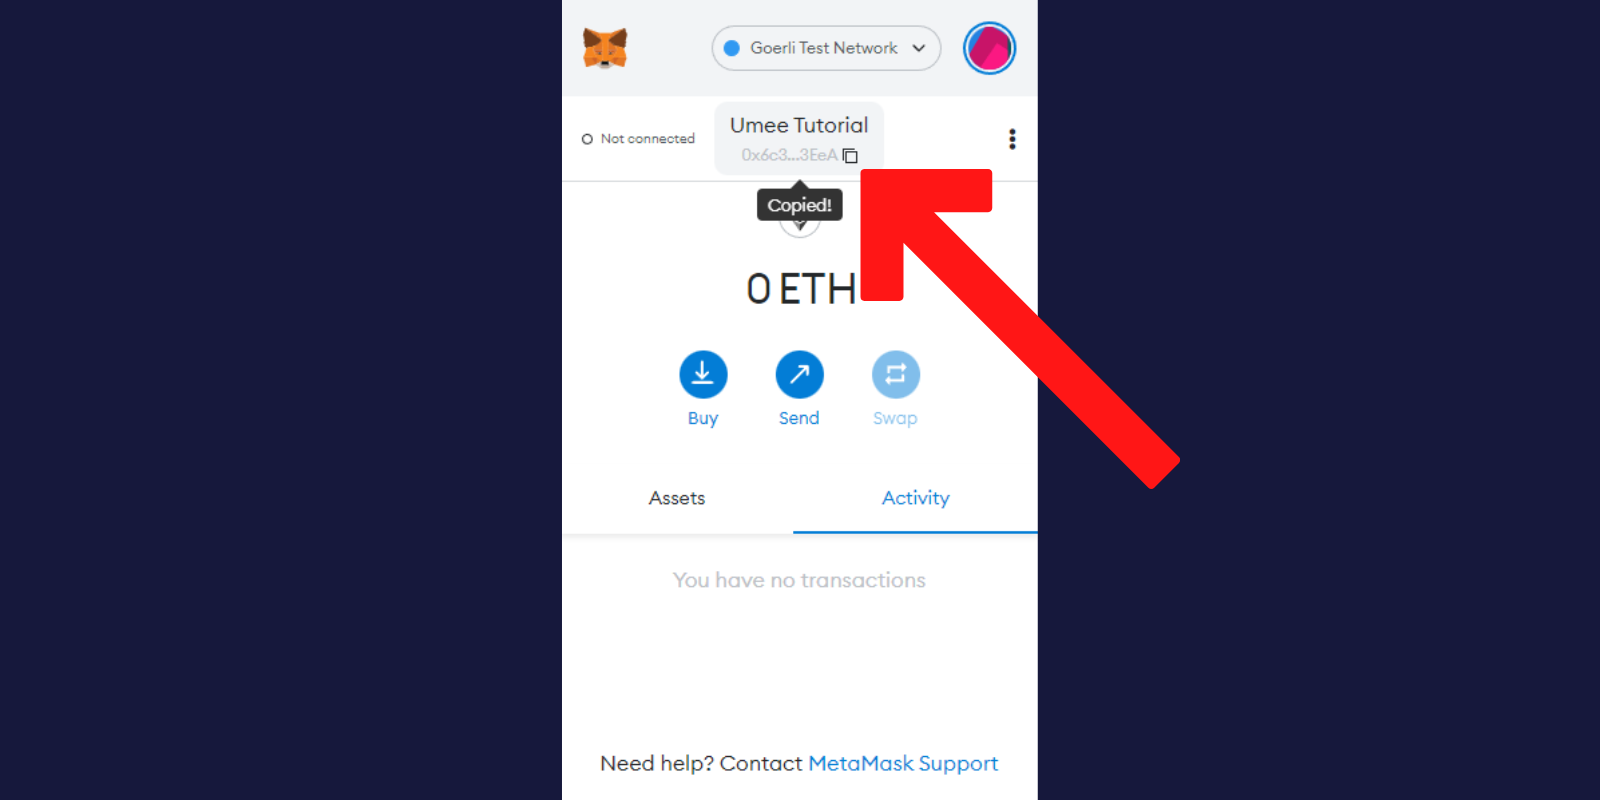 Goerli Test Network
Not connected
Umee Tutorial
0x6c3...3EeA
Copied!
0 ETH
Buy
Send
Swap
Assets
Activity
You have no transactions
Need help? Contact MetaMask Support